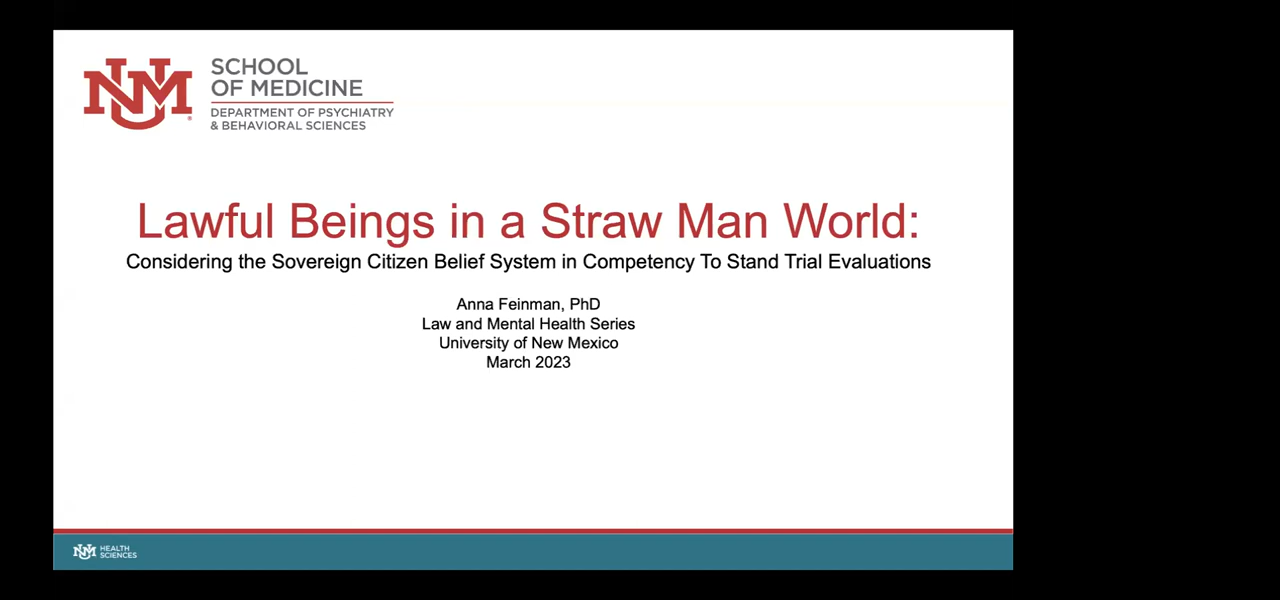 UNM
SCHOOL
OF MEDICINE
DEPARTMENT OF PSYCHIATRY
& BEHAVIORAL SCIENCES
Lawful Beings in a Straw Man World:
Considering the Sovereign Citizen Belief System in Competency To Stand Trial Evaluations
Anna Feinman, PhD
Law and Mental Health Series
University of New Mexico
March 2023
UNM
HEALTH
SCIENCES